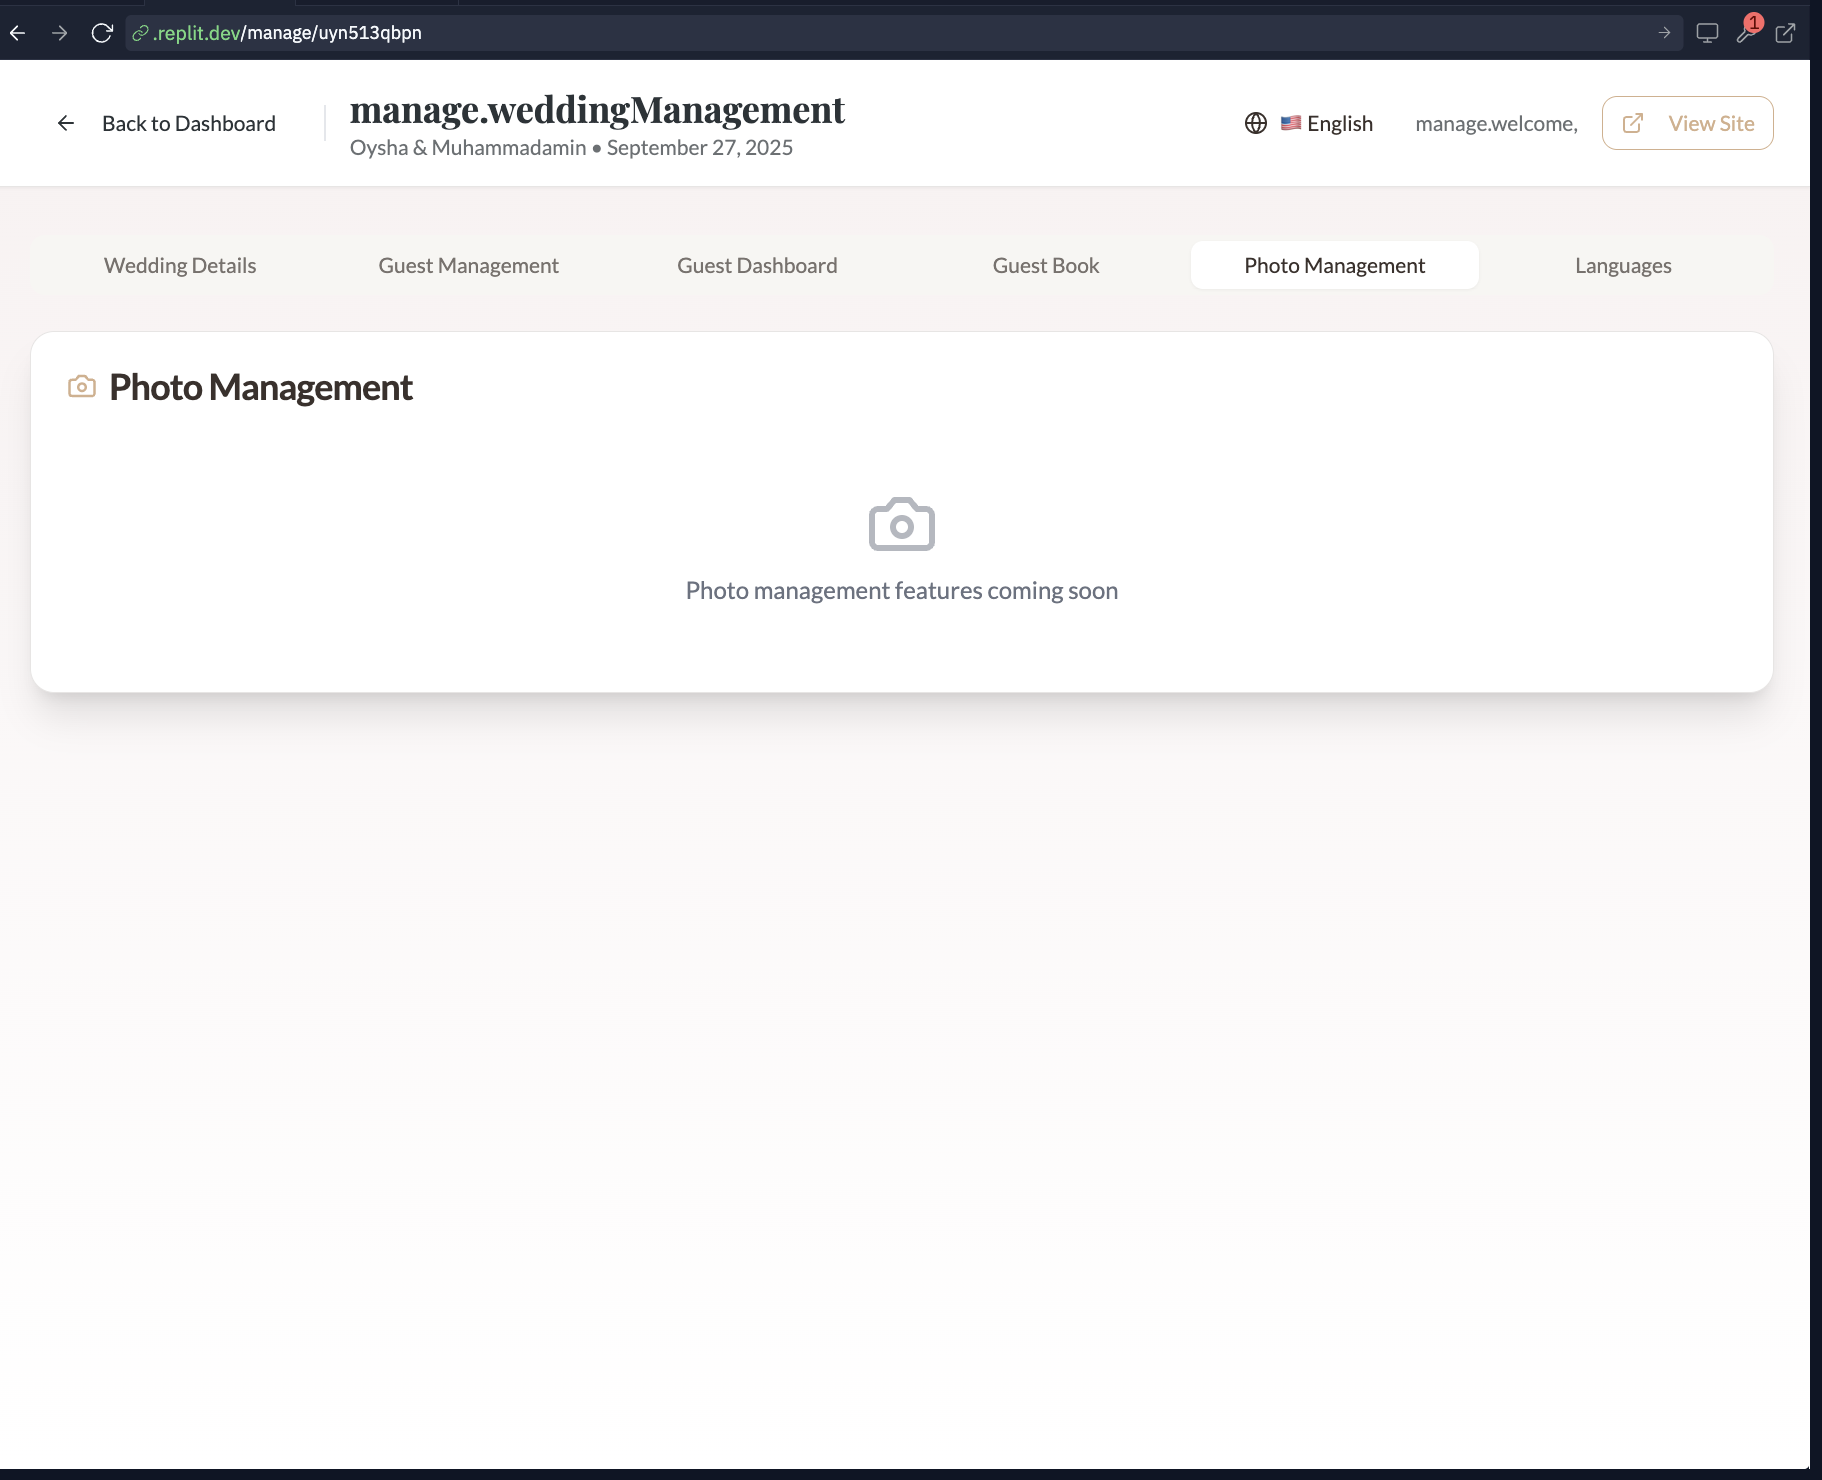 .replit.dev/manage/uyn513qbpn
1
Back to Dashboard
manage.weddingManagement
Oysha & Muhammadamin • September 27, 2025
English
manage.welcome,
View Site
Wedding Details
Guest Management
Guest Dashboard
Guest Book
Photo Management
Languages
Photo Management
Photo management features coming soon